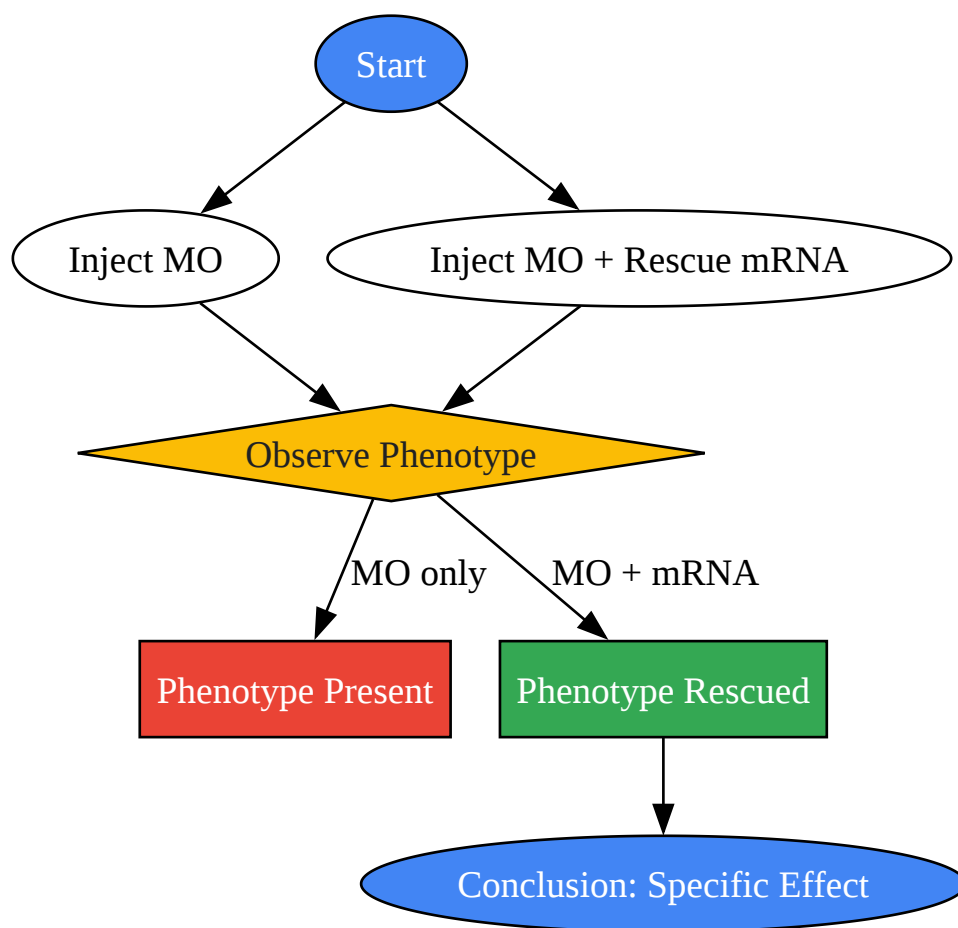 Start
Inject MO
Inject MO + Rescue mRNA
Observe Phenotype
MO only
MO + mRNA
Phenotype Present
Phenotype Rescued
Conclusion: Specific Effect